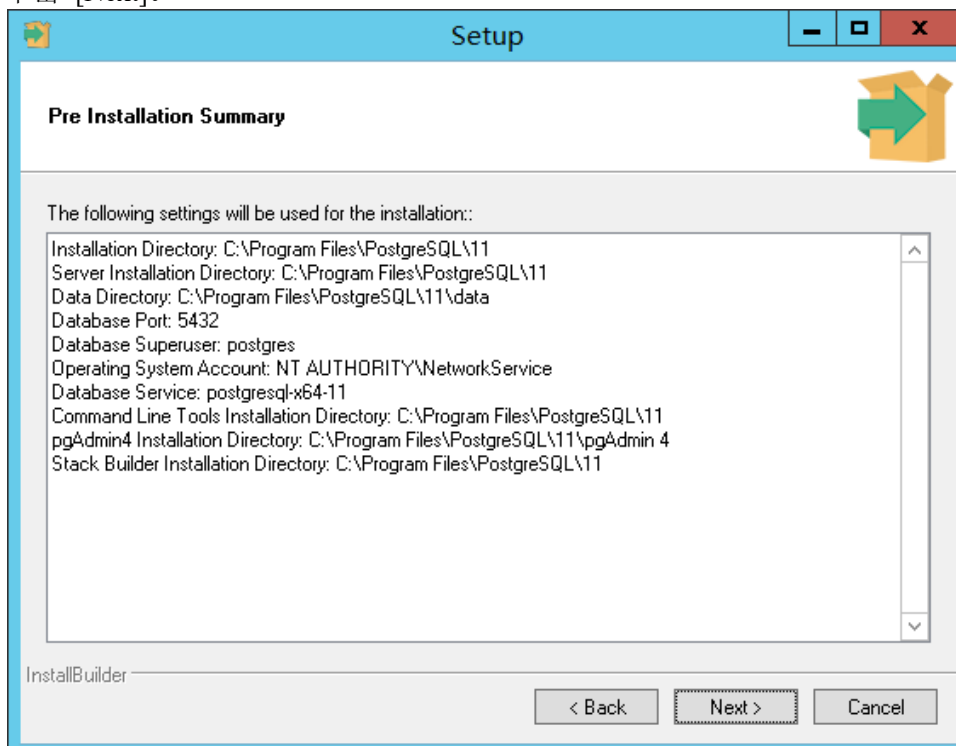 单击 [Next]。
Setup
Pre Installation Summary
The following settings will be used for the installation::
Installation Directory: C:\Program Files\PostgreSQL\11
Server Installation Directory: C:\Program Files\PostgreSQL\11
Data Directory: C:\Program Files\PostgreSQL\11\data
Database Port: 5432
Database Superuser: postgres
Operating System Account: NT AUTHORITY\NetworkService
Database Service: postgresql-x64-11
Command Line Tools Installation Directory: C:\Program Files\PostgreSQL\11
pgAdmin4 Installation Directory: C:\Program Files\PostgreSQL\11\pgAdmin 4
Stack Builder Installation Directory: C:\Program Files\PostgreSQL\11
InstallBuilder
< Back Next > Cancel